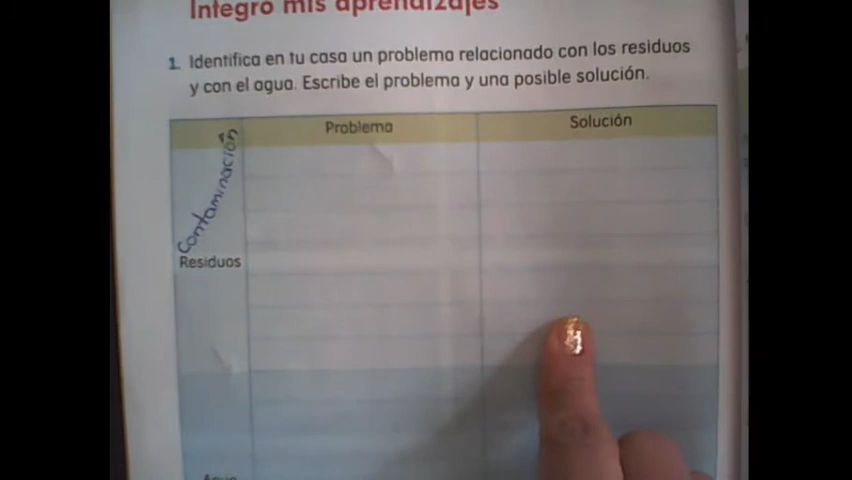 Integro mis aprendizajes
1. Identifica en tu casa un problema relacionado con los residuos
y con el agua. Escribe el problema y una posible solución.
Problema Solución
Contaminación
Residuos
Agua